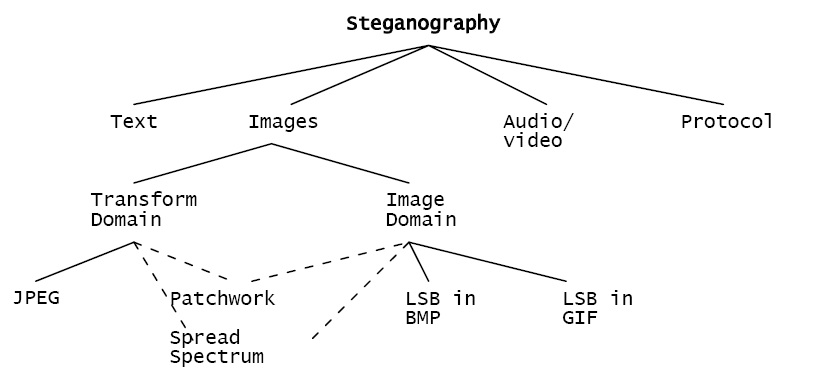 Steganography
Text
Images
Audio/
video
Protocol
Transform
Domain
Image
Domain
JPEG
Patchwork
LSB in
BMP
LSB in
GIF
Spread
Spectrum